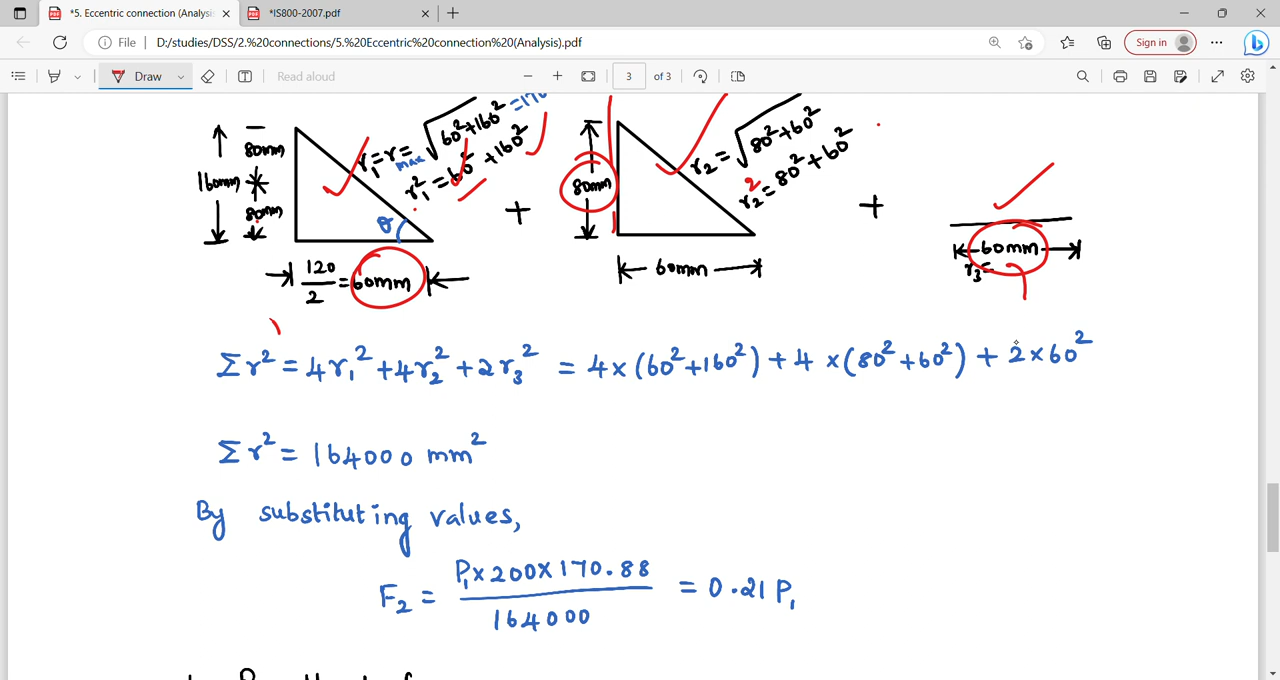 *5. Eccentric connection (Analysi
*IS800-2007.pdf
File
D:/studies/DSS/2.%20connections/5.%20Eccentric%20connection%20(Analysis).pdf
Sign in
Draw
Read aloud
3 of 3
r₁=r max=√60²+160²=170
r₁²=60²+160²
160mm
80mm
80mm
θ
120/2=60mm
+
80mm
r₂=√80²+60²
r₂²=80²+60²
60mm
+
60mm
r₃=
Σr²=4r₁²+4r₂²+2r₃² = 4×(60²+160²)+4×(80²+60²)+2×60²
Σr²=164000 mm²
By substituting values,
F₂ = P₁×200×170.88/164000 = 0.21 P₁